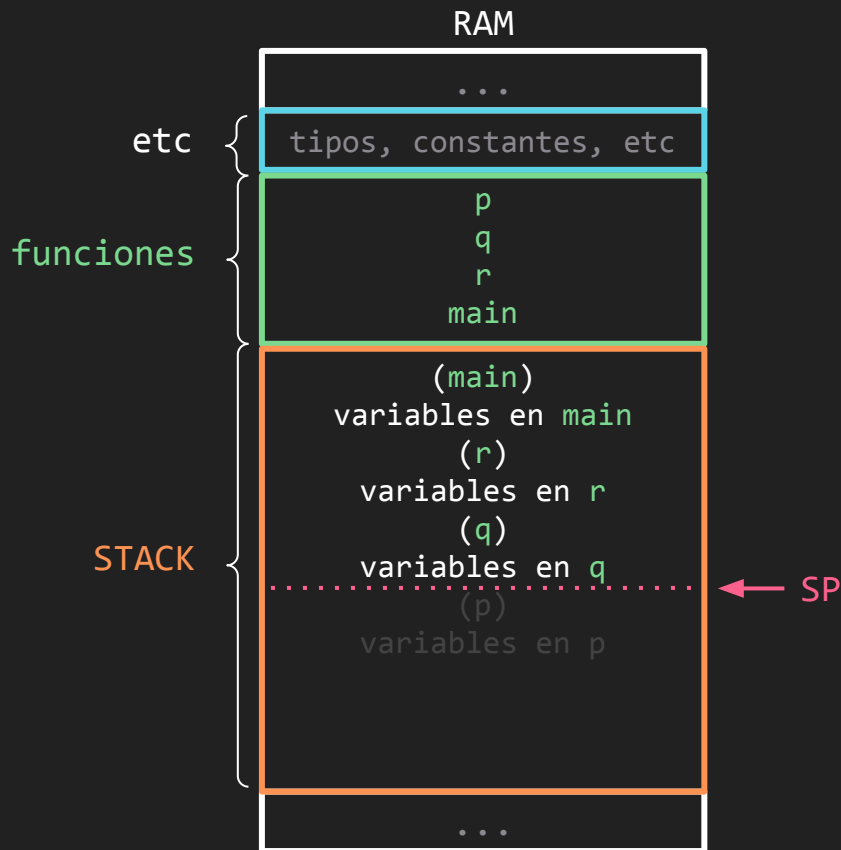 RAM
...
etc
tipos, constantes, etc
funciones
p
q
r
main
STACK
(main)
variables en main
(r)
variables en r
(q)
variables en q
SP
(p)
variables en p
...